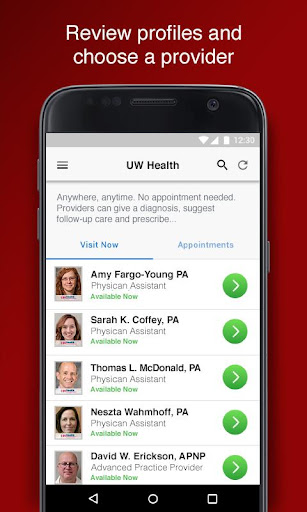 Review profiles and
choose a provider
12:30
UW Health
Anywhere, anytime. No appointment needed.
Providers can give a diagnosis, suggest
follow-up care and prescribe...
Visit Now
Appointments
Amy Fargo-Young PA
Physican Assistant
Available Now
Sarah K. Coffey, PA
Physican Assistant
Available Now
Thomas L. McDonald, PA
Physican Assistant
Available Now
Neszta Wahmhoff, PA
Physican Assistant
Available Now
David W. Erickson, APNP
Advanced Practice Provider
Available Now